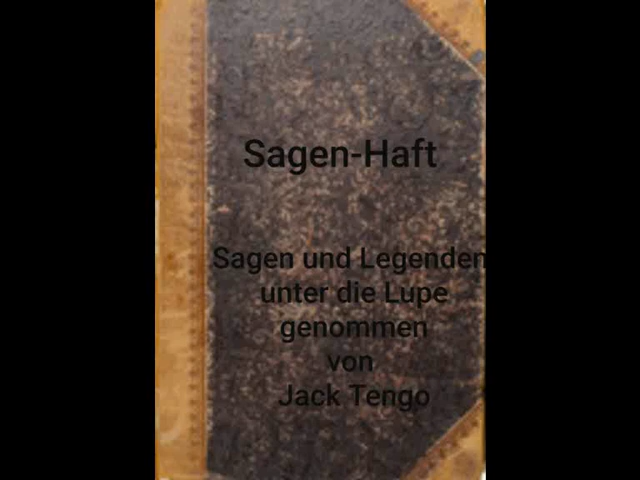 Sagen-Haft
Sagen und Legenden
unter die Lupe
genommen
von
Jack Tengo